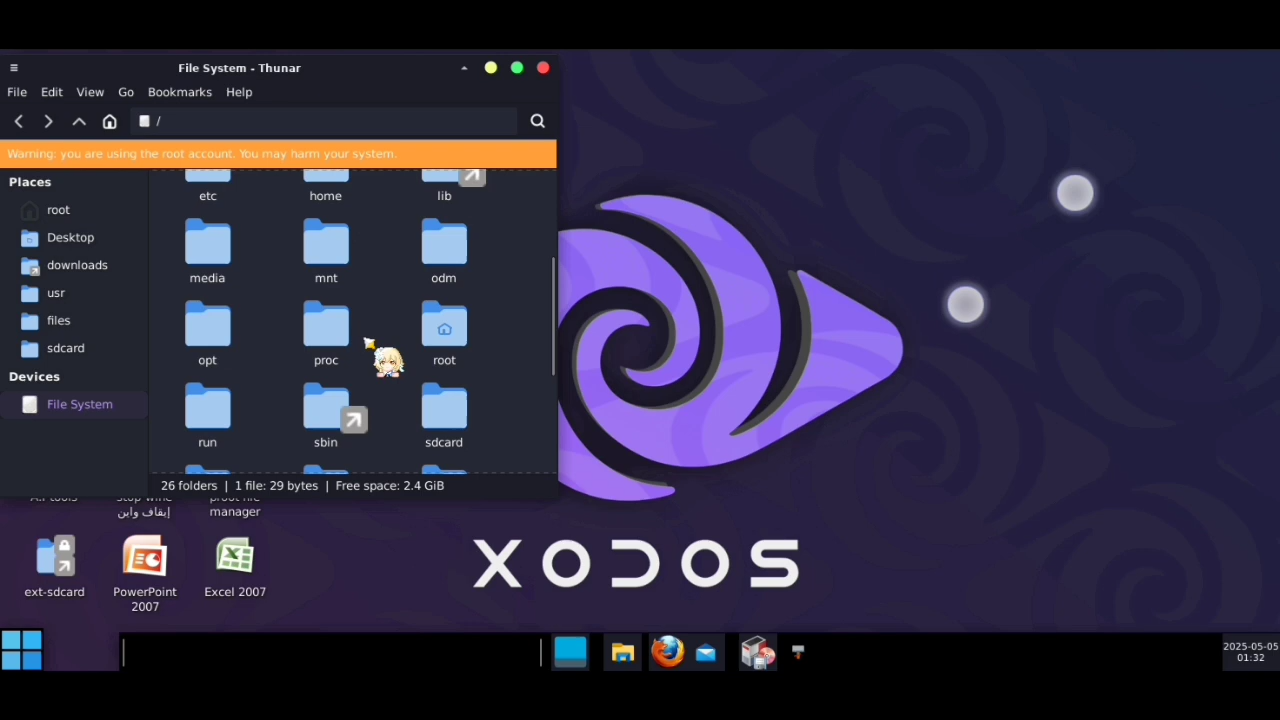 File System - Thunar
File Edit View Go Bookmarks Help
/
Warning: you are using the root account. You may harm your system.
Places
root
Desktop
downloads
usr
files
sdcard
Devices
File System
etc home lib
media mnt odm
opt proc root
run sbin sdcard
26 folders | 1 file: 29 bytes | Free space: 2.4 GiB
إيقاف واين
manager
ext-sdcard
PowerPoint
2007
Excel 2007
XODOS
2025-05-05
01:32